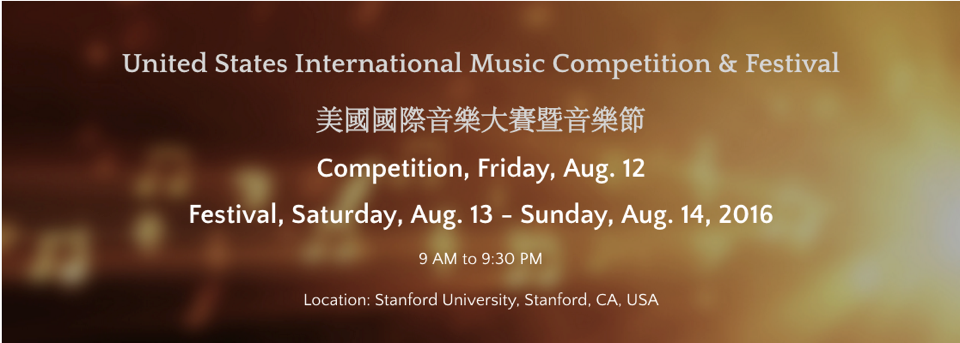 United States International Music Competition & Festival
美國國際音樂大賽暨音樂節
Competition, Friday, Aug. 12
Festival, Saturday, Aug. 13 - Sunday, Aug. 14, 2016
9 AM to 9:30 PM
Location: Stanford University, Stanford, CA, USA